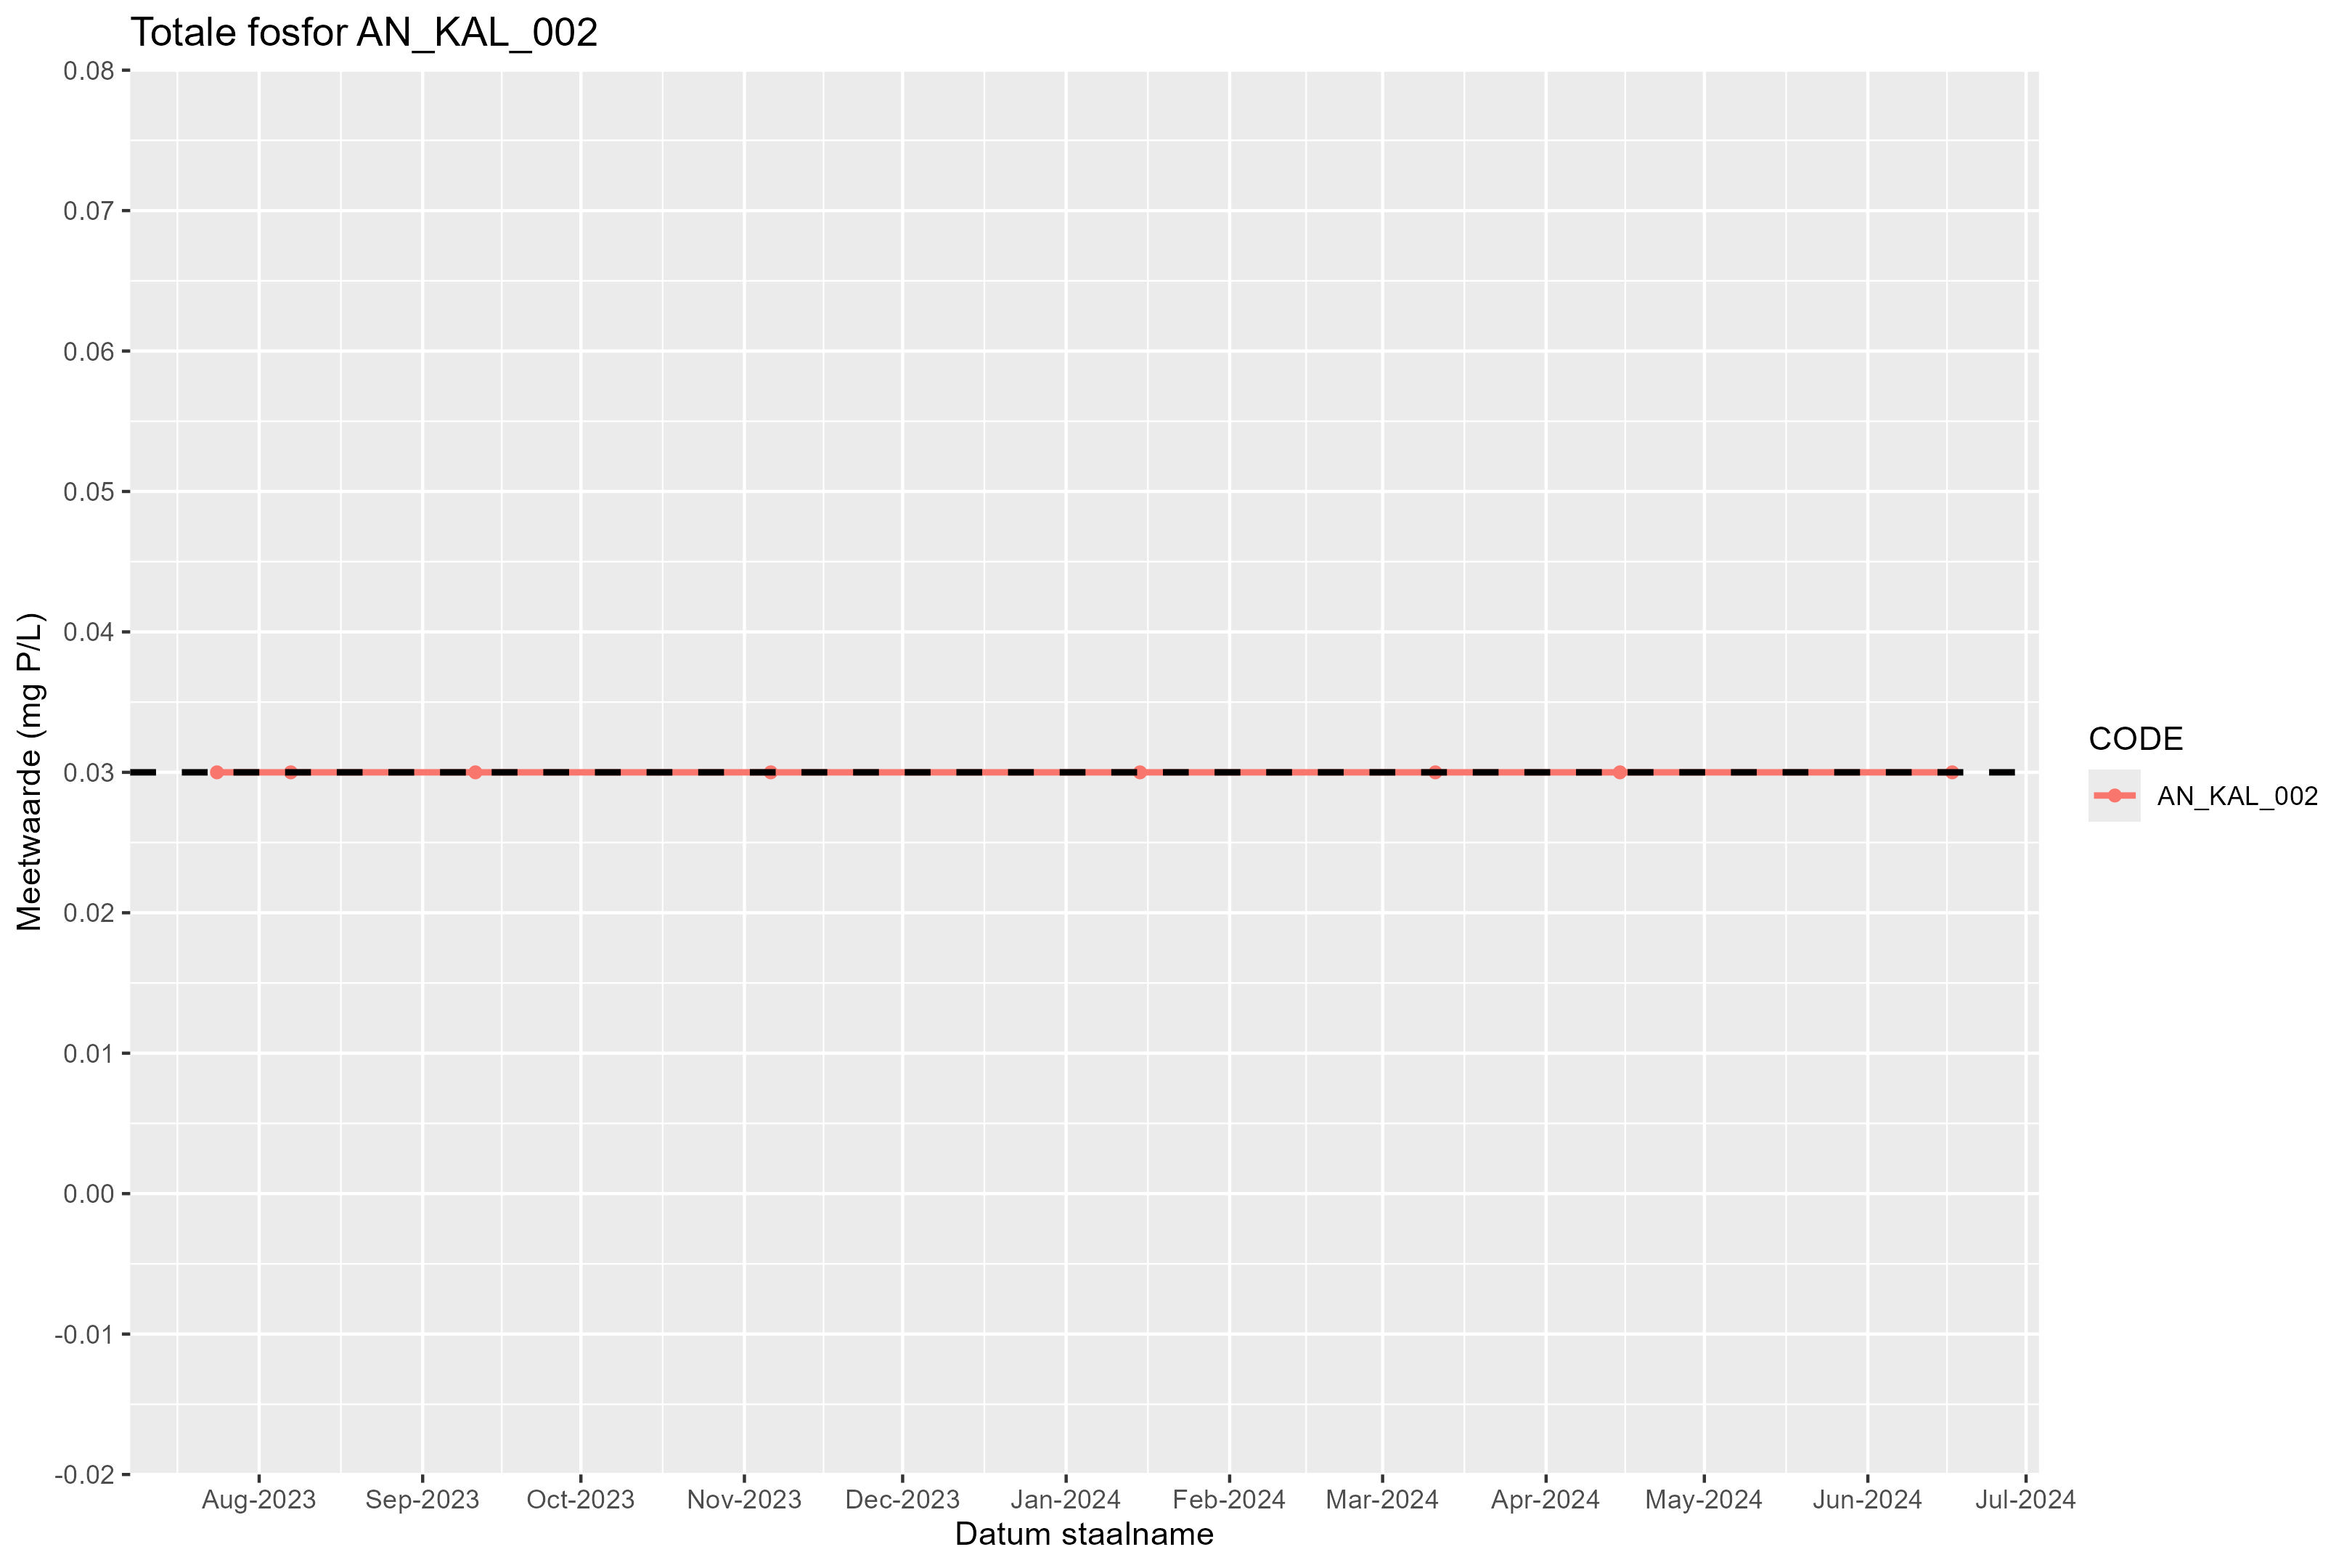 Totale fosfor AN_KAL_002
0.08
0.07
0.06
0.05
0.04
0.03
0.02
0.01
0.00
-0.01
-0.02
Meetwaarde (mg P/L)
Aug-2023 Sep-2023 Oct-2023 Nov-2023 Dec-2023 Jan-2024 Feb-2024 Mar-2024 Apr-2024 May-2024 Jun-2024 Jul-2024
Datum staalname
CODE
AN_KAL_002